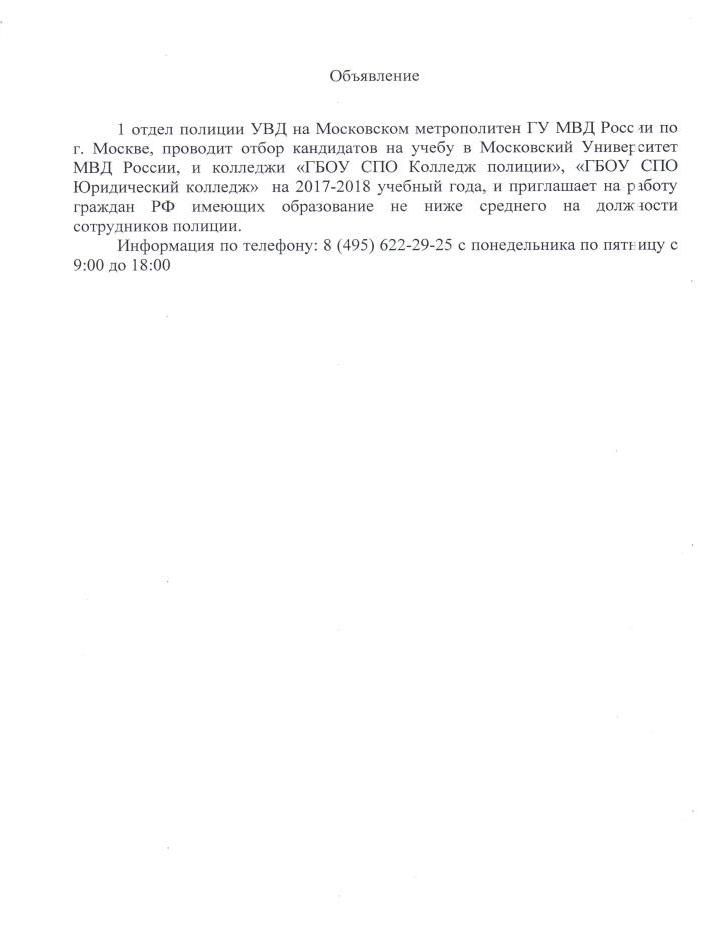 Объявление
1 отдел полиции УВД на Московском метрополитен ГУ МВД России по
г. Москве, проводит отбор кандидатов на учебу в Московский Университет
МВД России, и колледжи «ГБОУ СПО Колледж полиции», «ГБОУ СПО
Юридический колледж» на 2017-2018 учебный года, и приглашает на работу
граждан РФ имеющих образование не ниже среднего на должности
сотрудников полиции.
Информация по телефону: 8 (495) 622-29-25 с понедельника по пятницу с
9:00 до 18:00